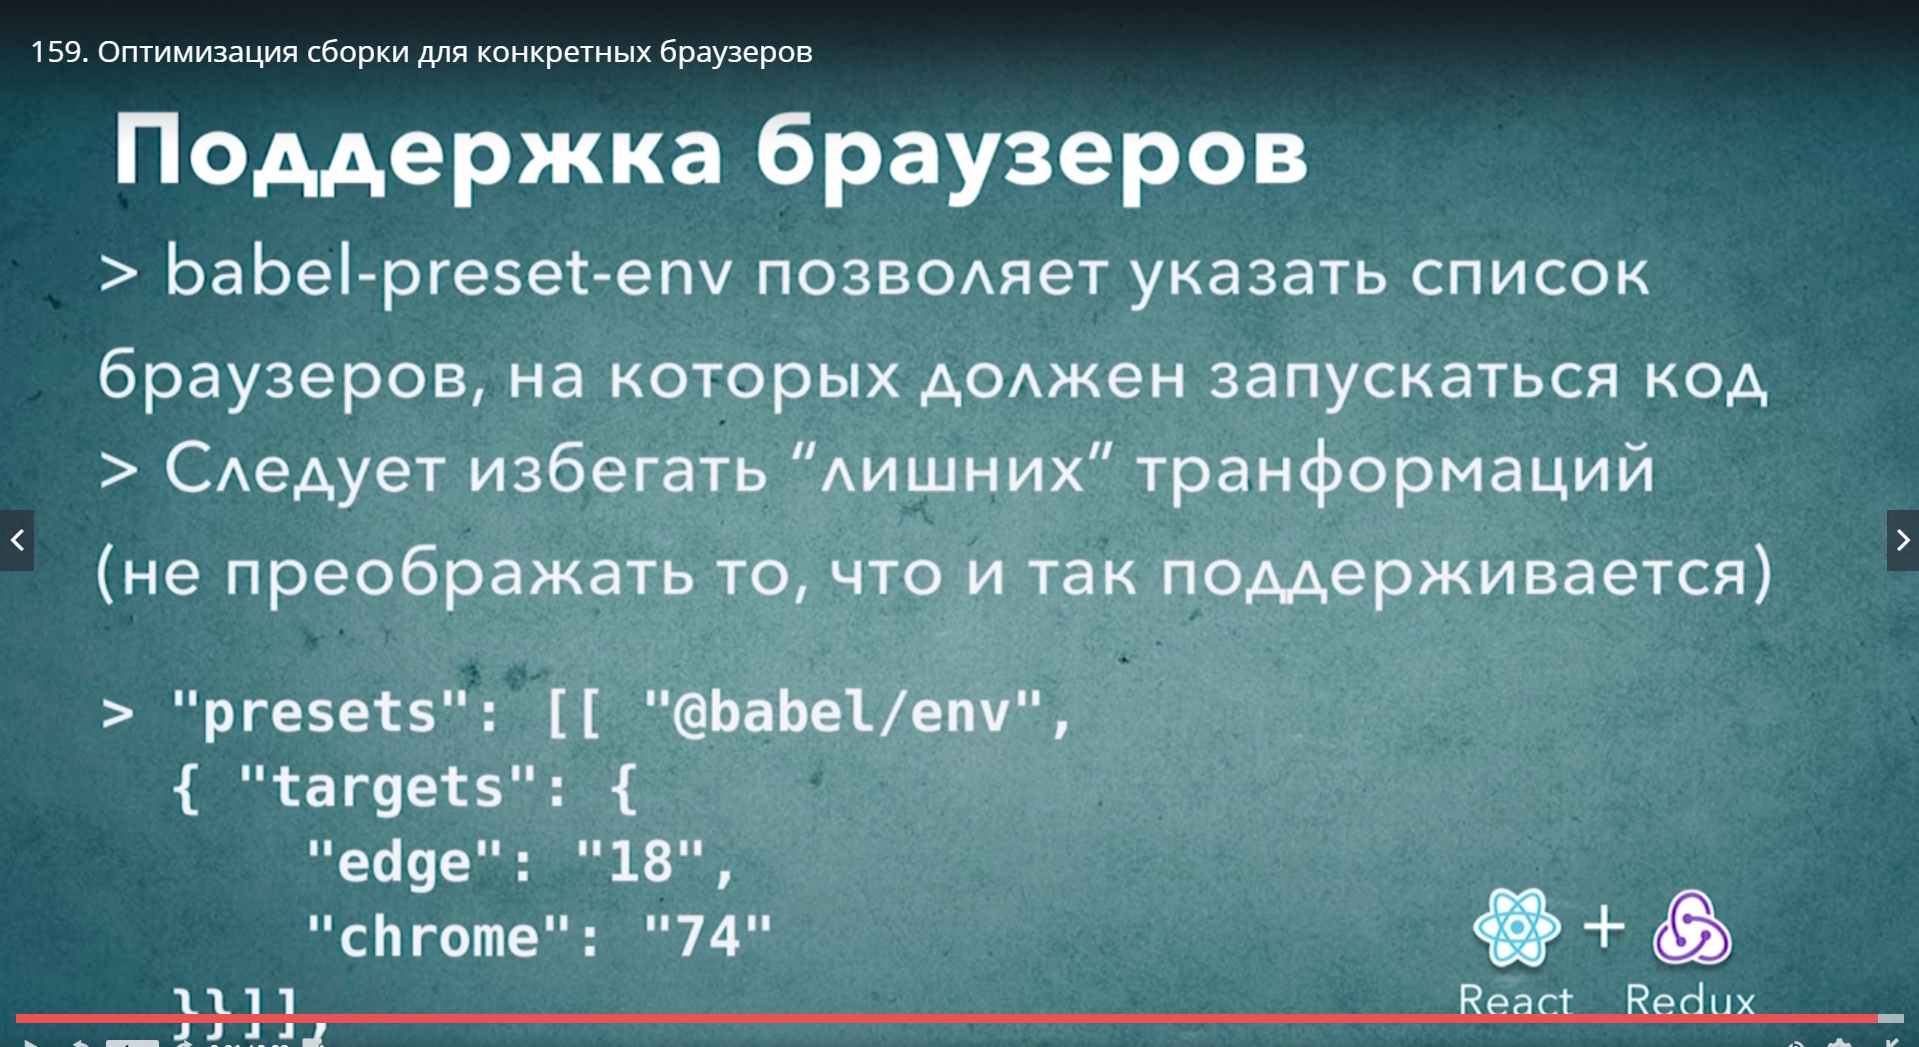 159. Оптимизация сборки для конкретных браузеров
Поддержка браузеров
> babel-preset-env позволяет указать список
браузеров, на которых должен запускаться код
> Следует избегать “лишних” транформаций
(не преображать то, что и так поддерживается)
> "presets": [[ "@babel/env",
{ "targets": {
"edge": "18",
"chrome": "74"
}}]],
React + Redux